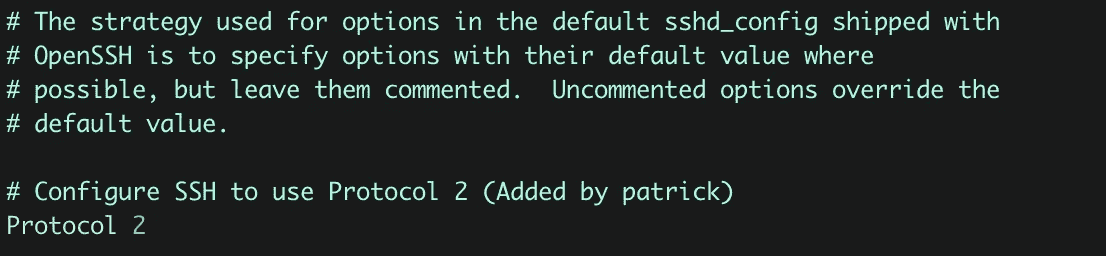 # The strategy used for options in the default sshd_config shipped with
# OpenSSH is to specify options with their default value where
# possible, but leave them commented.  Uncommented options override the
# default value.

# Configure SSH to use Protocol 2 (Added by patrick)
Protocol 2